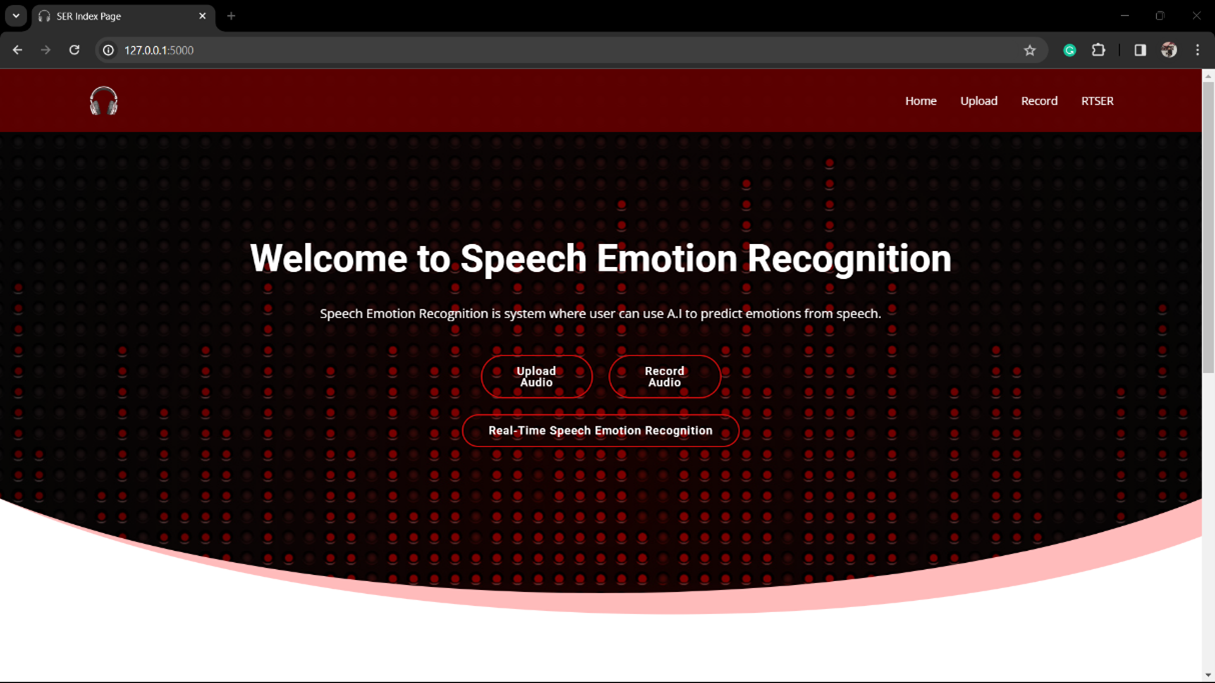 SER Index Page
127.0.0.1:5000
Home Upload Record RTSER
Welcome to Speech Emotion Recognition
Speech Emotion Recognition is system where user can use A.I to predict emotions from speech.
Upload
Audio
Record
Audio
Real-Time Speech Emotion Recognition